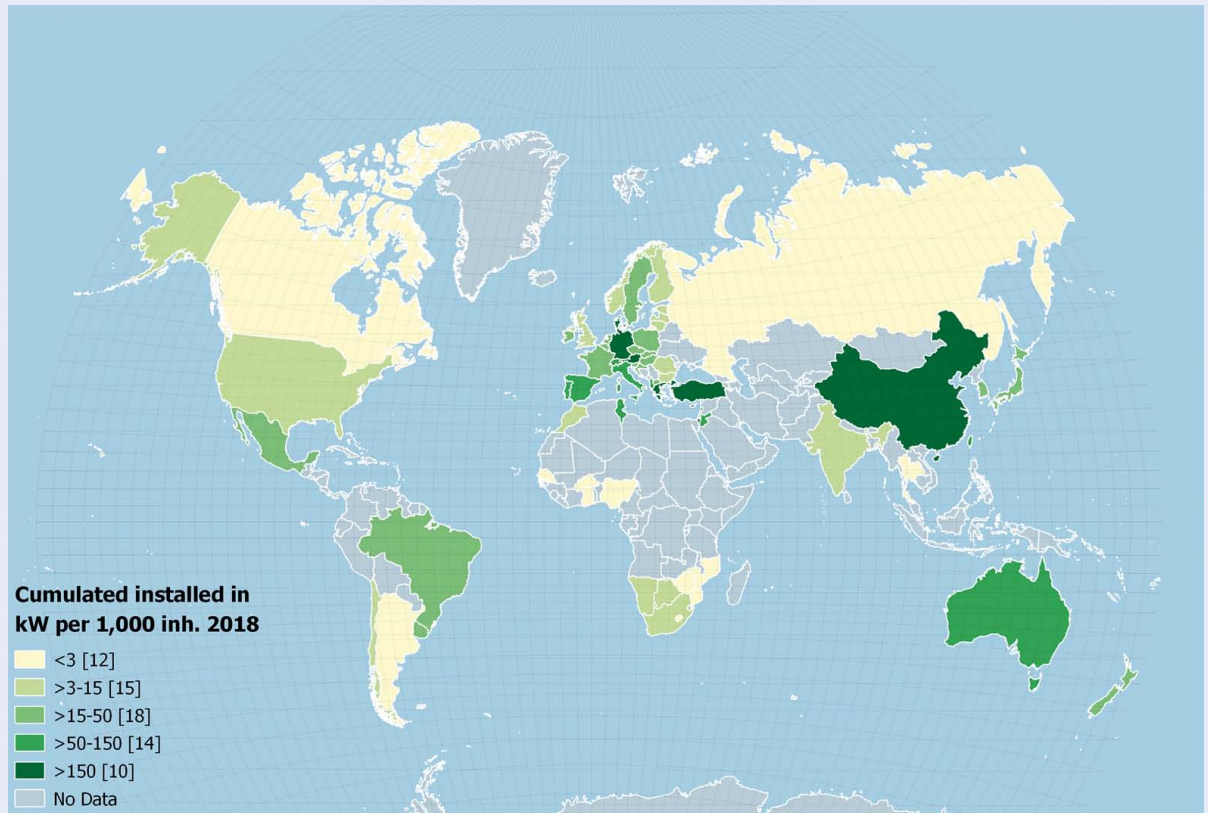 Cumulated installed in
kW per 1,000 inh. 2018
<3 [12]
>3-15 [15]
>15-50 [18]
>50-150 [14]
>150 [10]
No Data